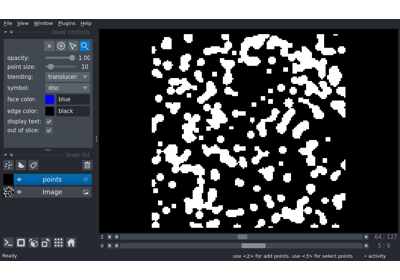 File View Window Plugins Help
layer controls
opacity: 1.00
point size: 10
blending: translucen
symbol: disc
face color: blue
edge color: black
display text:
out of slice:
layer list
points
Image
2 64 127
0 5 9
Ready use <2> for add points, use <3> for select points activity